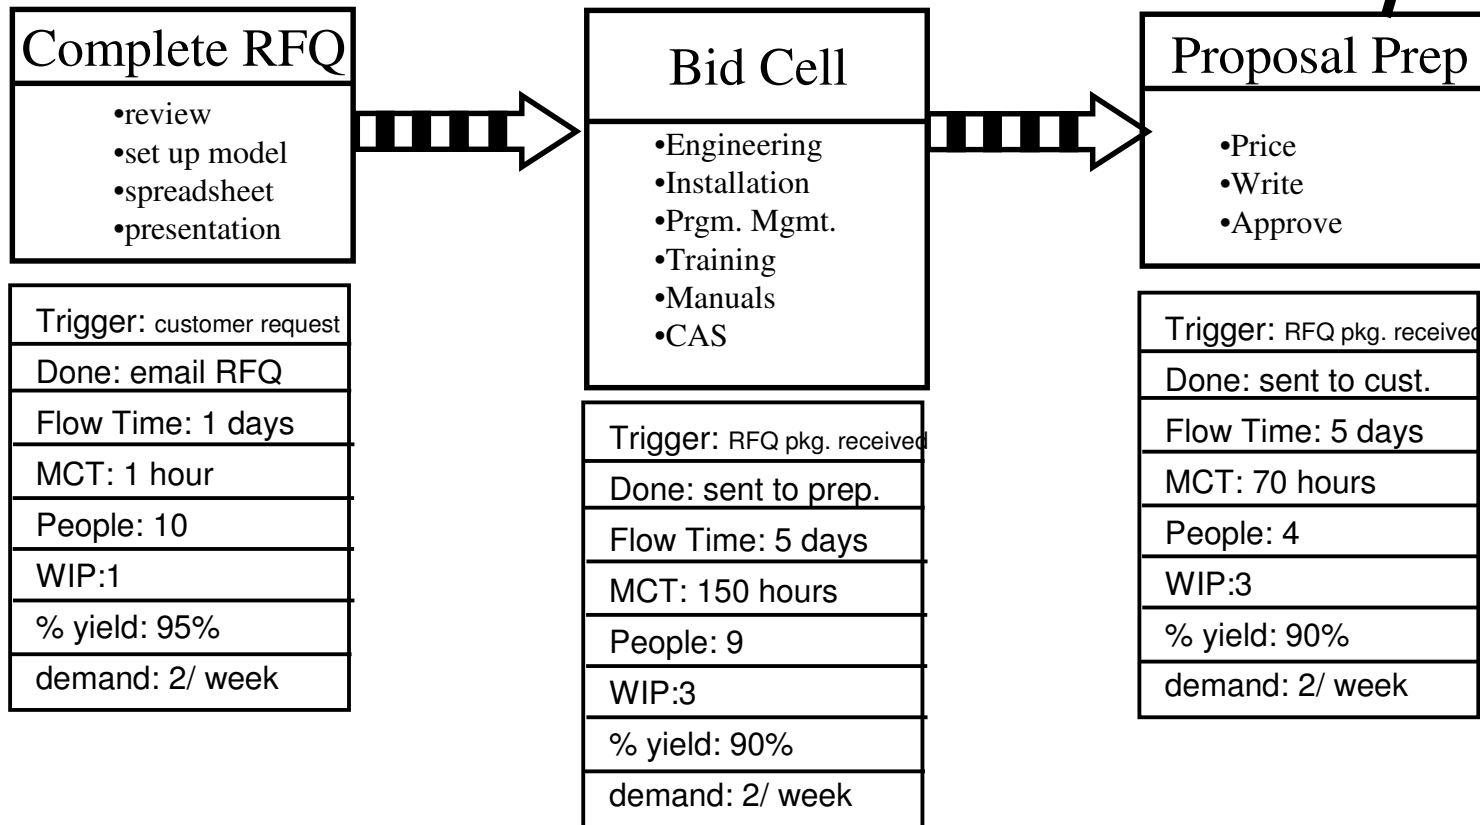 Complete RFQ
•review
•set up model
•spreadsheet
•presentation
Trigger: customer request
Done: email RFQ
Flow Time: 1 days
MCT: 1 hour
People: 10
WIP:1
% yield: 95%
demand: 2/ week
Bid Cell
•Engineering
•Installation
•Prgm. Mgmt.
•Training
•Manuals
•CAS
Trigger: RFQ pkg. received
Done: sent to prep.
Flow Time: 5 days
MCT: 150 hours
People: 9
WIP:3
% yield: 90%
demand: 2/ week
Proposal Prep
•Price
•Write
•Approve
Trigger: RFQ pkg. received
Done: sent to cust.
Flow Time: 5 days
MCT: 70 hours
People: 4
WIP:3
% yield: 90%
demand: 2/ week